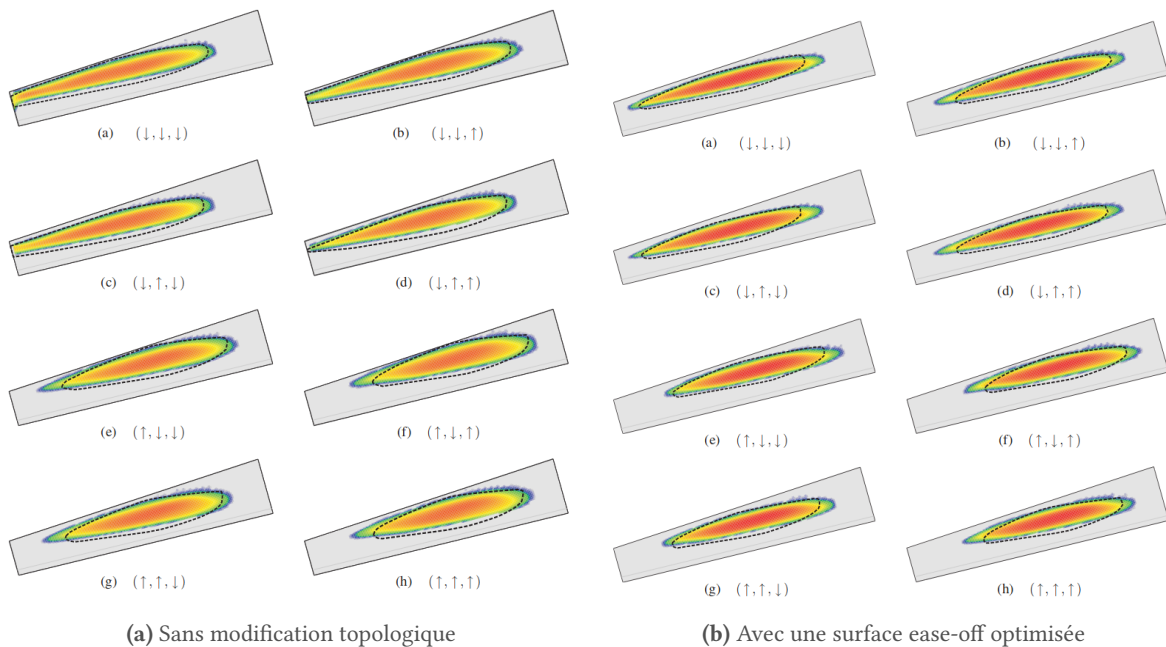 (a) (↓,↓,↓)
(b) (↓,↓,↑)
(a) (↓,↓,↓)
(b) (↓,↓,↑)
(c) (↓,↑,↓)
(d) (↓,↑,↑)
(c) (↓,↑,↓)
(d) (↓,↑,↑)
(e) (↑,↓,↓)
(f) (↑,↓,↑)
(e) (↑,↓,↓)
(f) (↑,↓,↑)
(g) (↑,↑,↓)
(h) (↑,↑,↑)
(g) (↑,↑,↓)
(h) (↑,↑,↑)
(a) Sans modification topologique
(b) Avec une surface ease-off optimisée